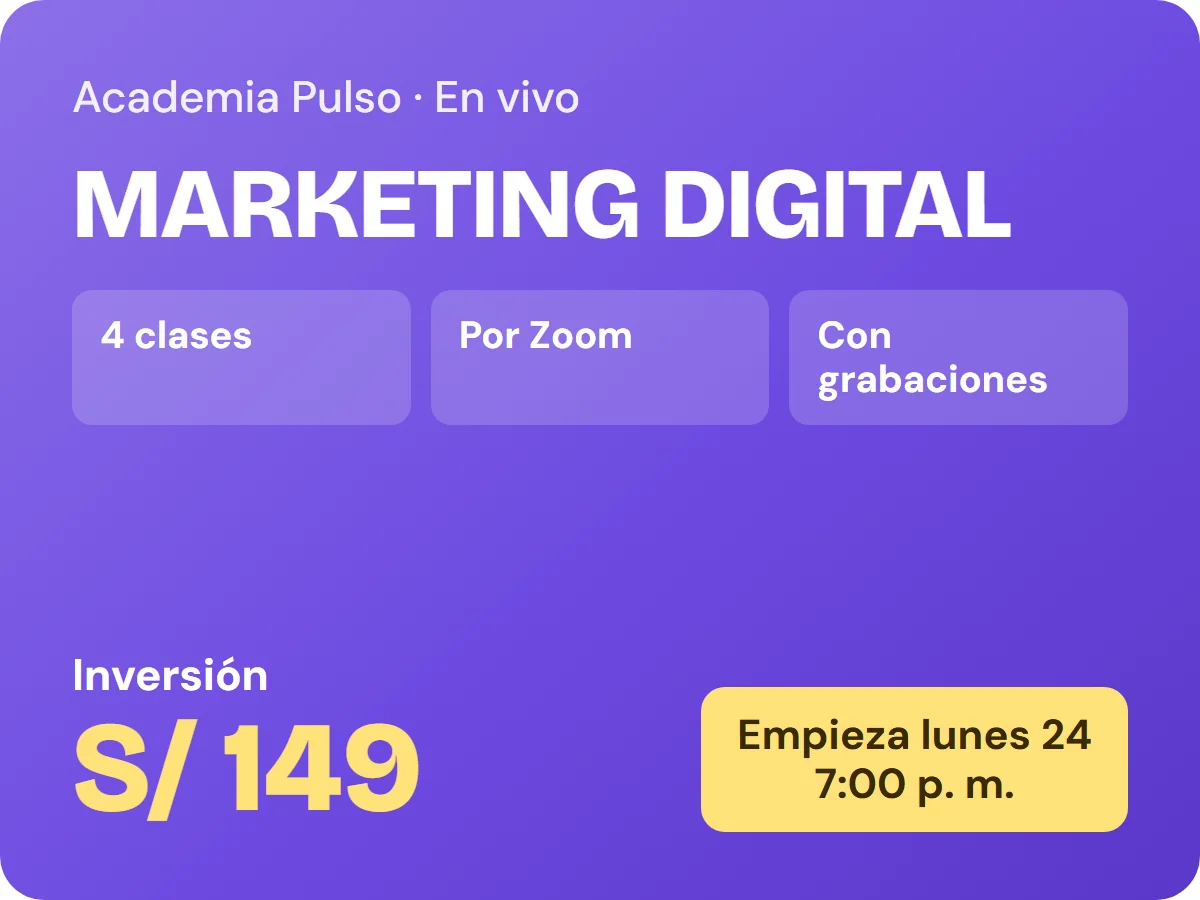 Academia Pulso · En vivo
MARKETING DIGITAL
4 clases
Por Zoom
Con
grabaciones
Inversión
S/ 149
Empieza lunes 24
7:00 p. m.